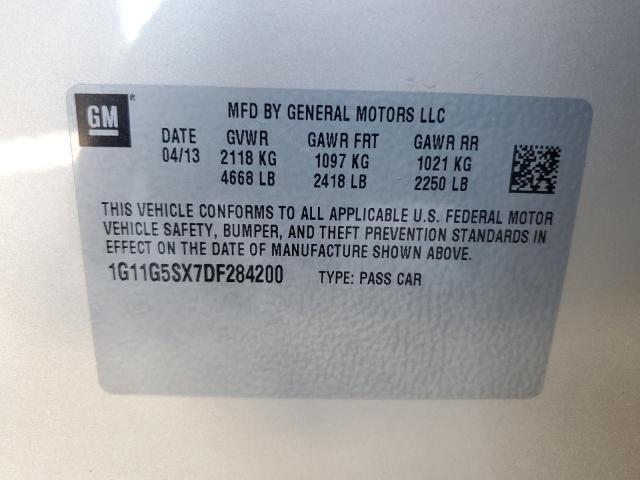 GM® MFD BY GENERAL MOTORS LLC
DATE GVWR GAWR FRT GAWR RR
04/13 2118 KG 1097 KG 1021 KG
4668 LB 2418 LB 2250 LB
THIS VEHICLE CONFORMS TO ALL APPLICABLE U.S. FEDERAL MOTOR
VEHICLE SAFETY, BUMPER, AND THEFT PREVENTION STANDARDS IN
EFFECT ON THE DATE OF MANUFACTURE SHOWN ABOVE.
1G11G5SX7DF284200 TYPE: PASS CAR